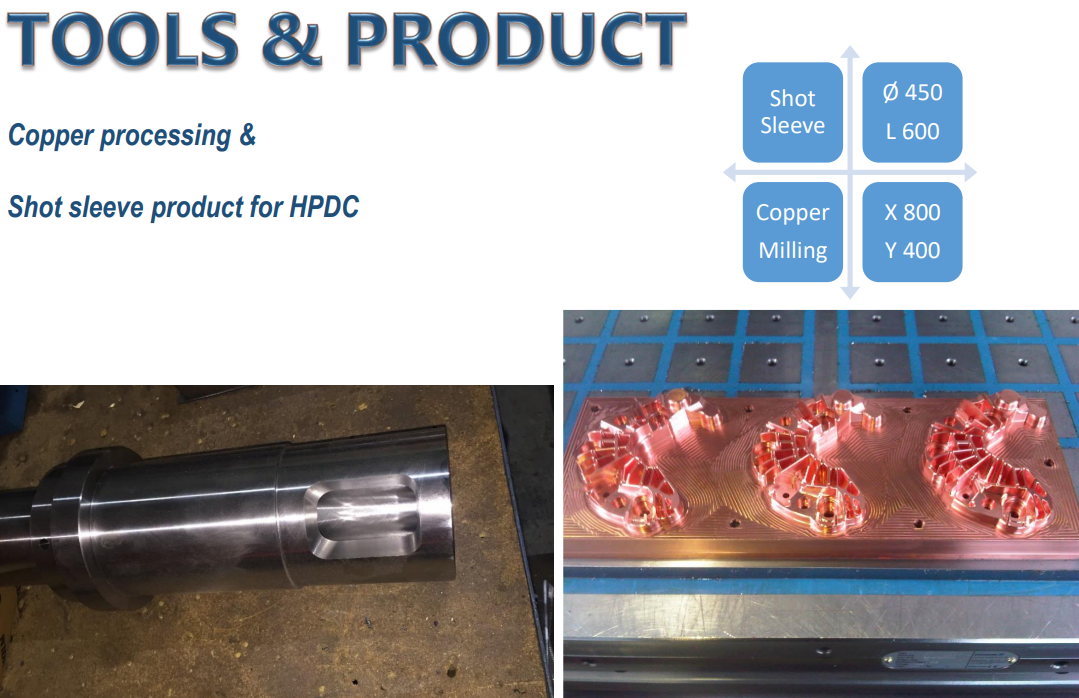 TOOLS & PRODUCT
Copper processing &
Shot sleeve product for HPDC
Shot
Sleeve
Ø 450
L 600
Copper
Milling
X 800
Y 400